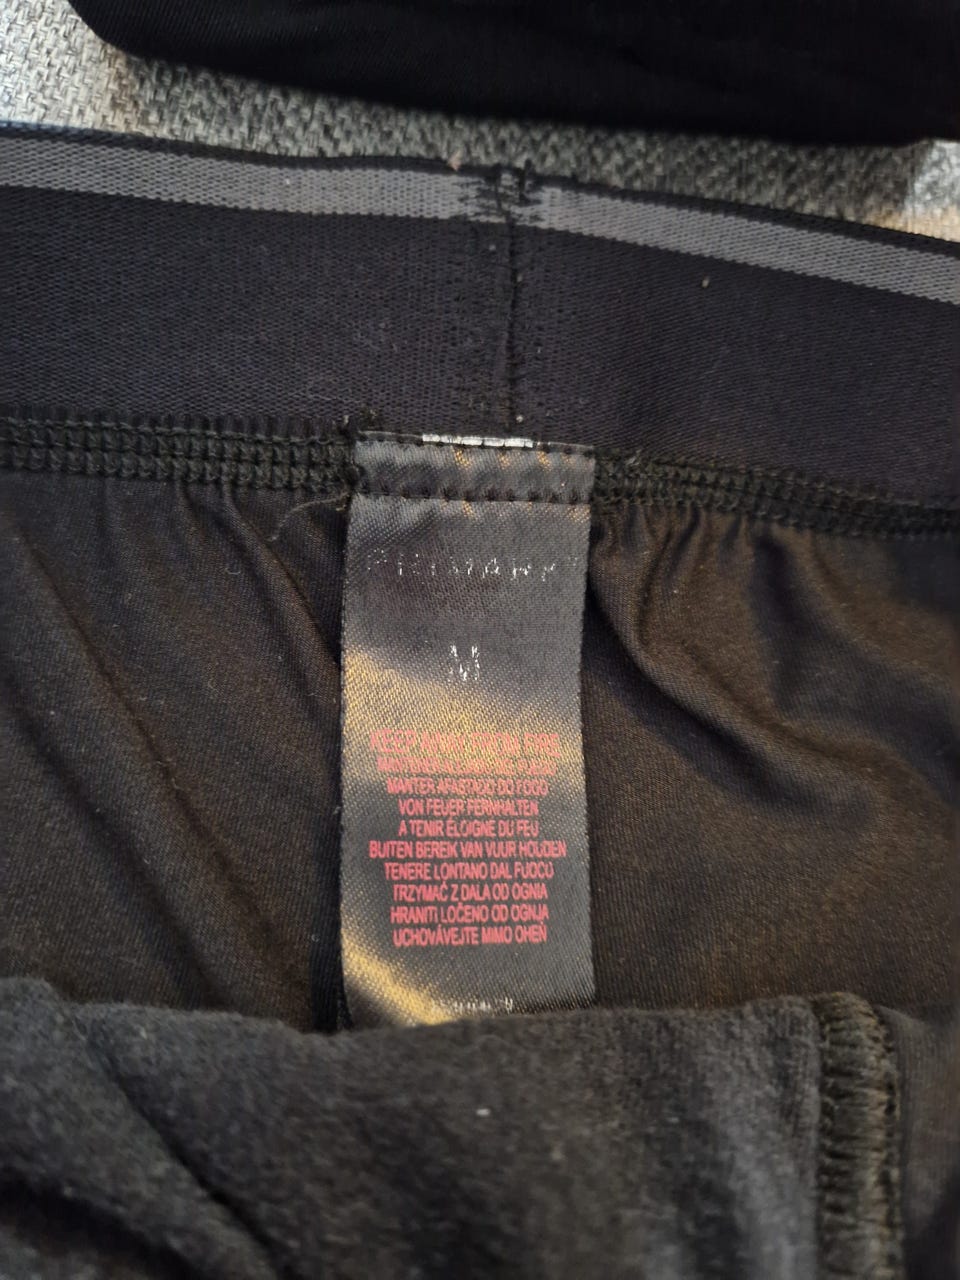 PRIMARK
M
KEEP AWAY FROM FIRE
MANTER AFASTADO DO FOGO
VON FEUER FERNHALTEN
A TENIR ÉLOIGNÉ DU FEU
BUITEN BEREIK VAN VUUR HOUDEN
TENERE LONTANO DAL FUOCO
TRZYMAĆ Z DALA OD OGNIA
HRANITI LOČENO OD OGNJA
UCHOVÁVEJTE MIMO OHEŇ